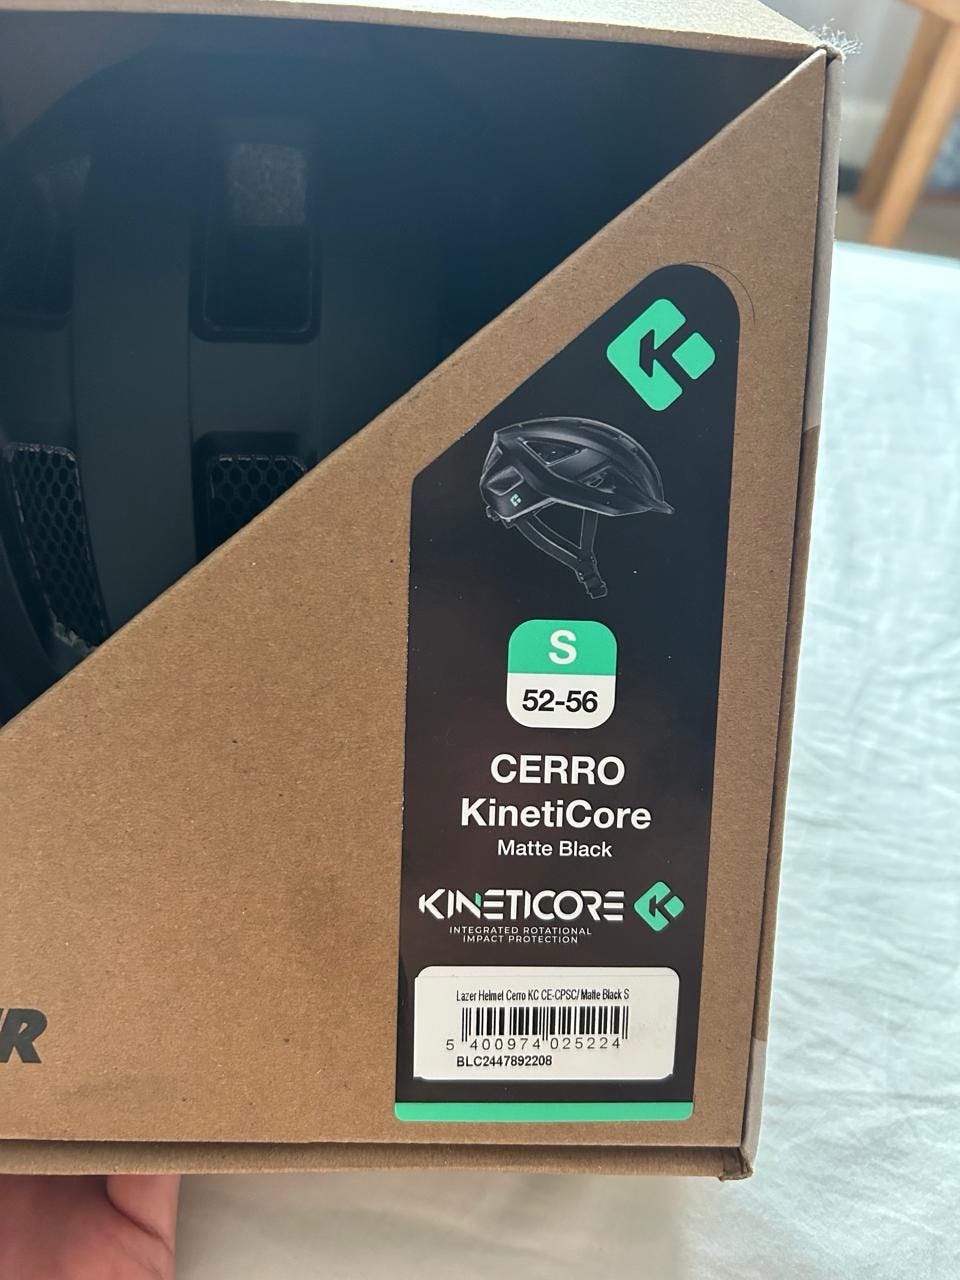 S
52-56
CERRO
KinetiCore
Matte Black
KINETICORE
INTEGRATED ROTATIONAL
IMPACT PROTECTION
Lazer Helmet Cerro KC CE-CPSC/ Matte Black S
5 400974 025224
BLC2447892208